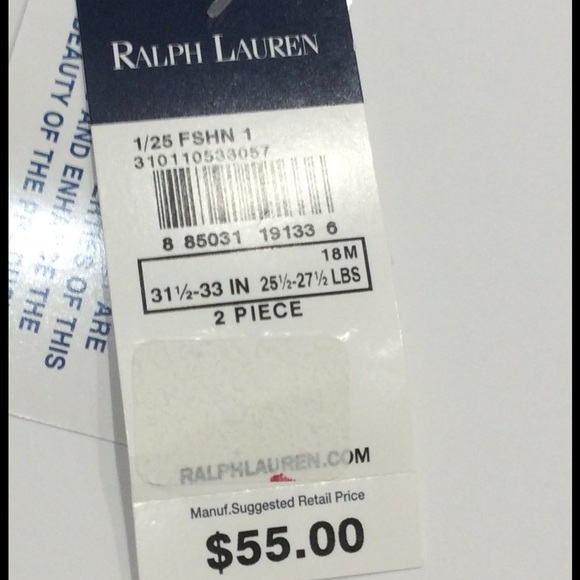 RALPH LAUREN
1/25 FSHN 1
310110533057
8 85031 19133 6
18M
31½-33 IN 25½-27½ LBS
2 PIECE
RALPHLAUREN.COM
Manuf.Suggested Retail Price
$55.00
ARE
AND ENHANCE THE
OF THIS
BEAUTY OF THE